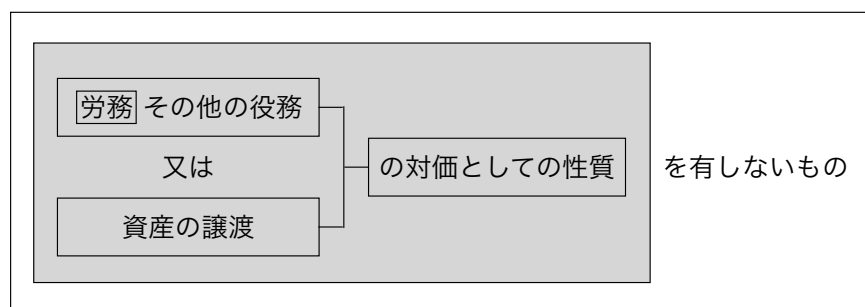 労務その他の役務
又は
の対価としての性質
を有しないもの
資産の譲渡